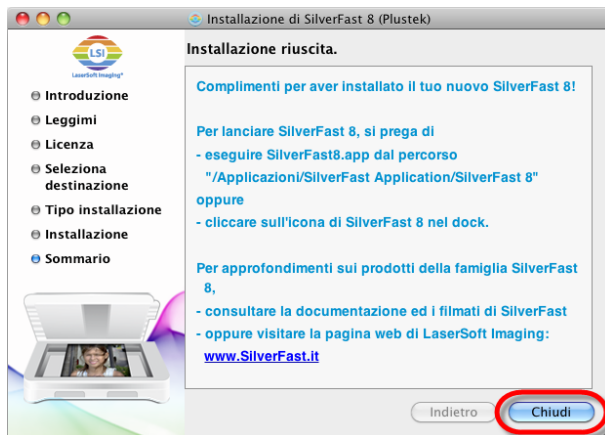 Installazione di SilverFast 8 (Plustek)
LSI
LaserSoft Imaging®
Introduzione
Leggimi
Licenza
Seleziona
destinazione
Tipo installazione
Installazione
Sommario
Installazione riuscita.
Complimenti per aver installato il tuo nuovo SilverFast 8!
Per lanciare SilverFast 8, si prega di
- eseguire SilverFast8.app dal percorso
"/Applicazioni/SilverFast Application/SilverFast 8"
oppure
- cliccare sull'icona di SilverFast 8 nel dock.
Per approfondimenti sui prodotti della famiglia SilverFast
8,
- consultare la documentazione ed i filmati di SilverFast
- oppure visitare la pagina web di LaserSoft Imaging:
www.SilverFast.it
Indietro
Chiudi